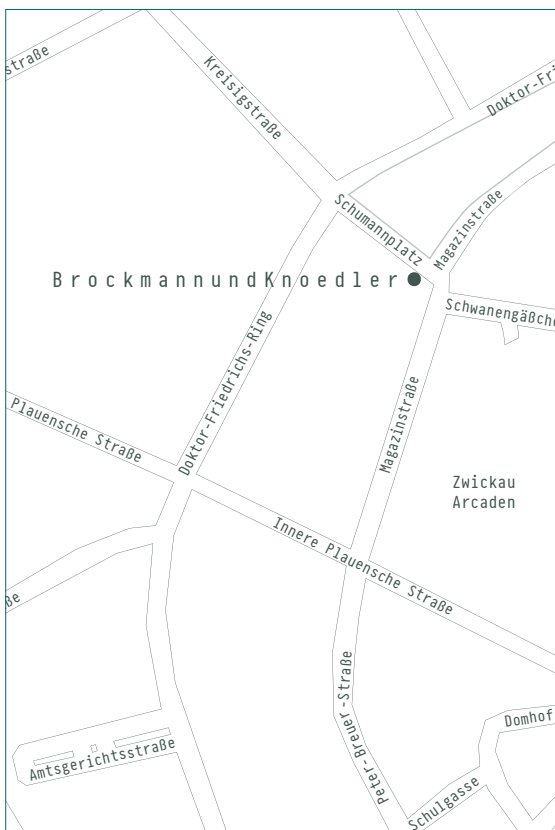 straße
Kreisigstraße
Doktor-Fri
Schumannplatz
Magazinstraße
BrockmannundKnoedler
Schwanengäßche
Doktor-Friedrichs-Ring
Magazinstraße
Plauensche Straße
Zwickau
Arcaden
Innere Plauensche Straße
ße
Peter-Breuer-Straße
Domhof
Amtsgerichtsstraße
Schulgasse